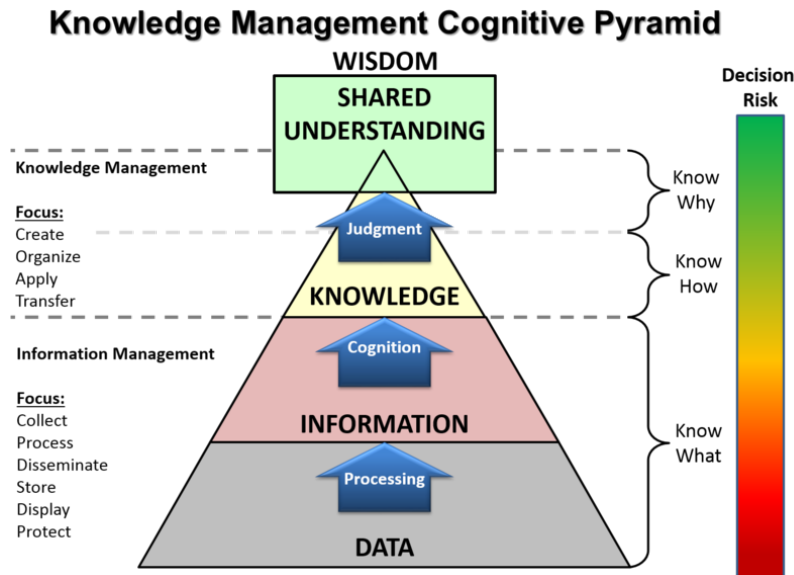 Knowledge Management Cognitive Pyramid
WISDOM
SHARED
UNDERSTANDING
Decision
Risk
Knowledge Management
Focus:
Create
Organize
Apply
Transfer
Judgment
KNOWLEDGE
Know
Why
Know
How
Information Management
Focus:
Collect
Process
Disseminate
Store
Display
Protect
Cognition
INFORMATION
Processing
DATA
Know
What